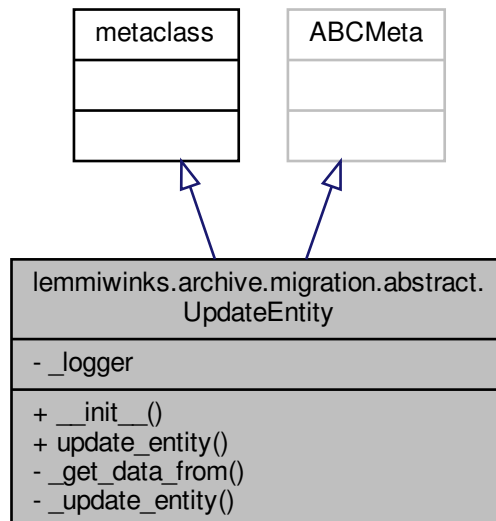 metaclass
ABCMeta
lemmiwinks.archive.migration.abstract.
UpdateEntity
- _logger
+ __init__()
+ update_entity()
- _get_data_from()
- _update_entity()